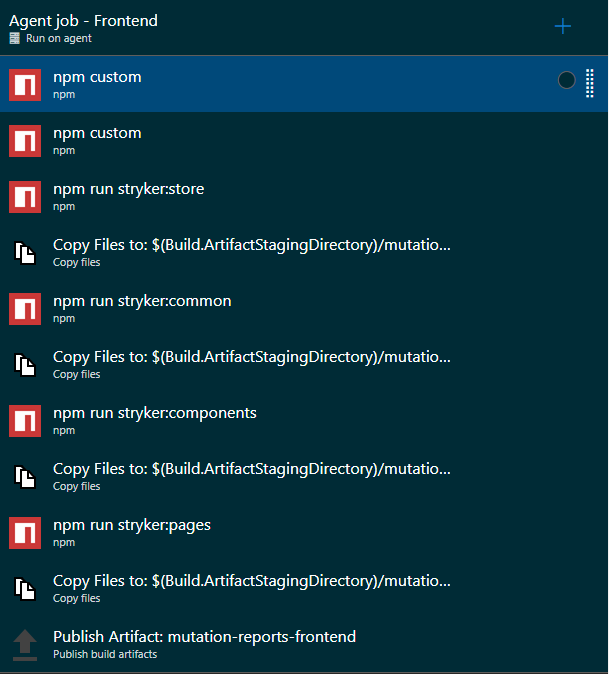 Agent job - Frontend
Run on agent
npm custom
npm
npm custom
npm
npm run stryker:store
npm
Copy Files to: $(Build.ArtifactStagingDirectory)/mutatio...
Copy files
npm run stryker:common
npm
Copy Files to: $(Build.ArtifactStagingDirectory)/mutatio...
Copy files
npm run stryker:components
npm
Copy Files to: $(Build.ArtifactStagingDirectory)/mutatio...
Copy files
npm run stryker:pages
npm
Copy Files to: $(Build.ArtifactStagingDirectory)/mutatio...
Copy files
Publish Artifact: mutation-reports-frontend
Publish build artifacts